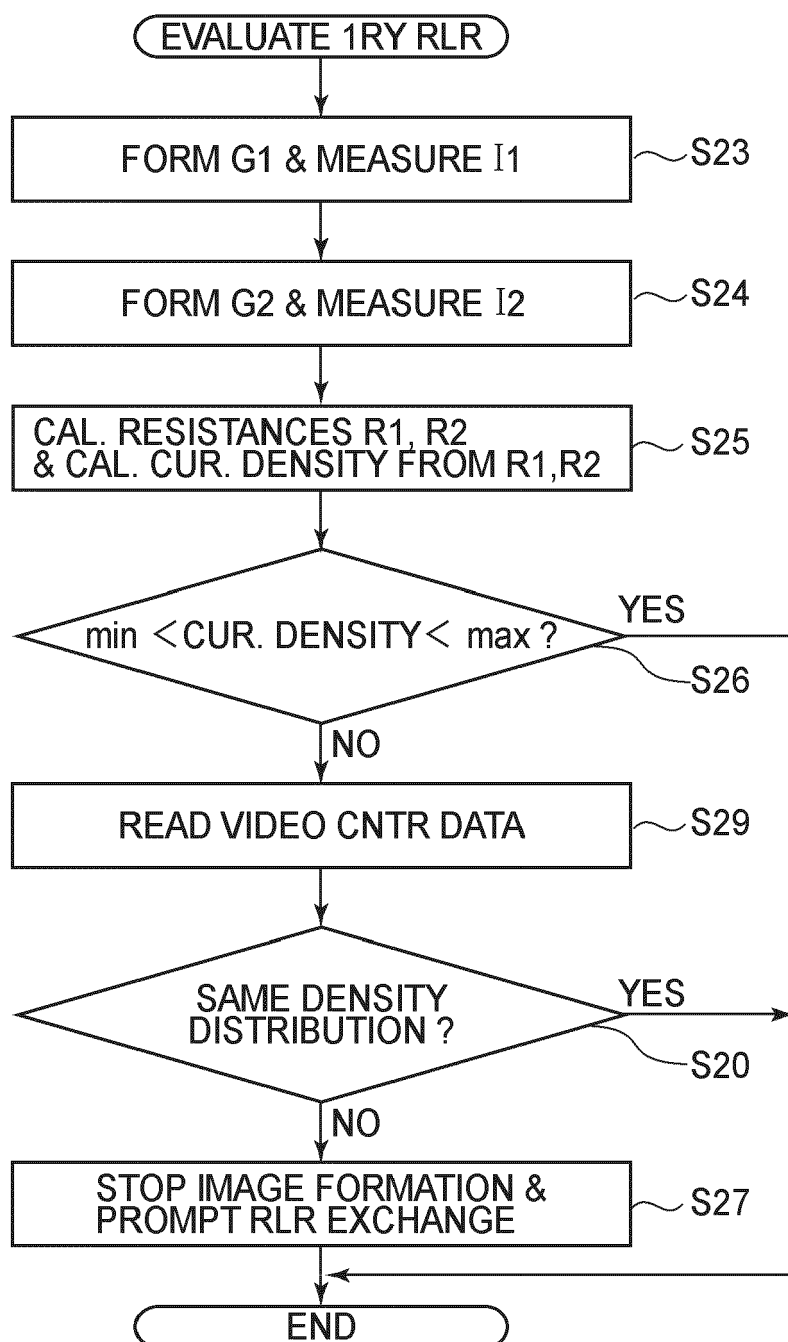 EVALUATE 1RY RLR
FORM G1 & MEASURE I1
S23
FORM G2 & MEASURE I2
S24
CAL. RESISTANCES R1, R2
& CAL. CUR. DENSITY FROM R1,R2
S25
min <CUR. DENSITY< max ?
YES
S26
NO
READ VIDEO CNTR DATA
S29
SAME DENSITY
DISTRIBUTION ?
YES
S20
NO
STOP IMAGE FORMATION &
PROMPT RLR EXCHANGE
S27
END